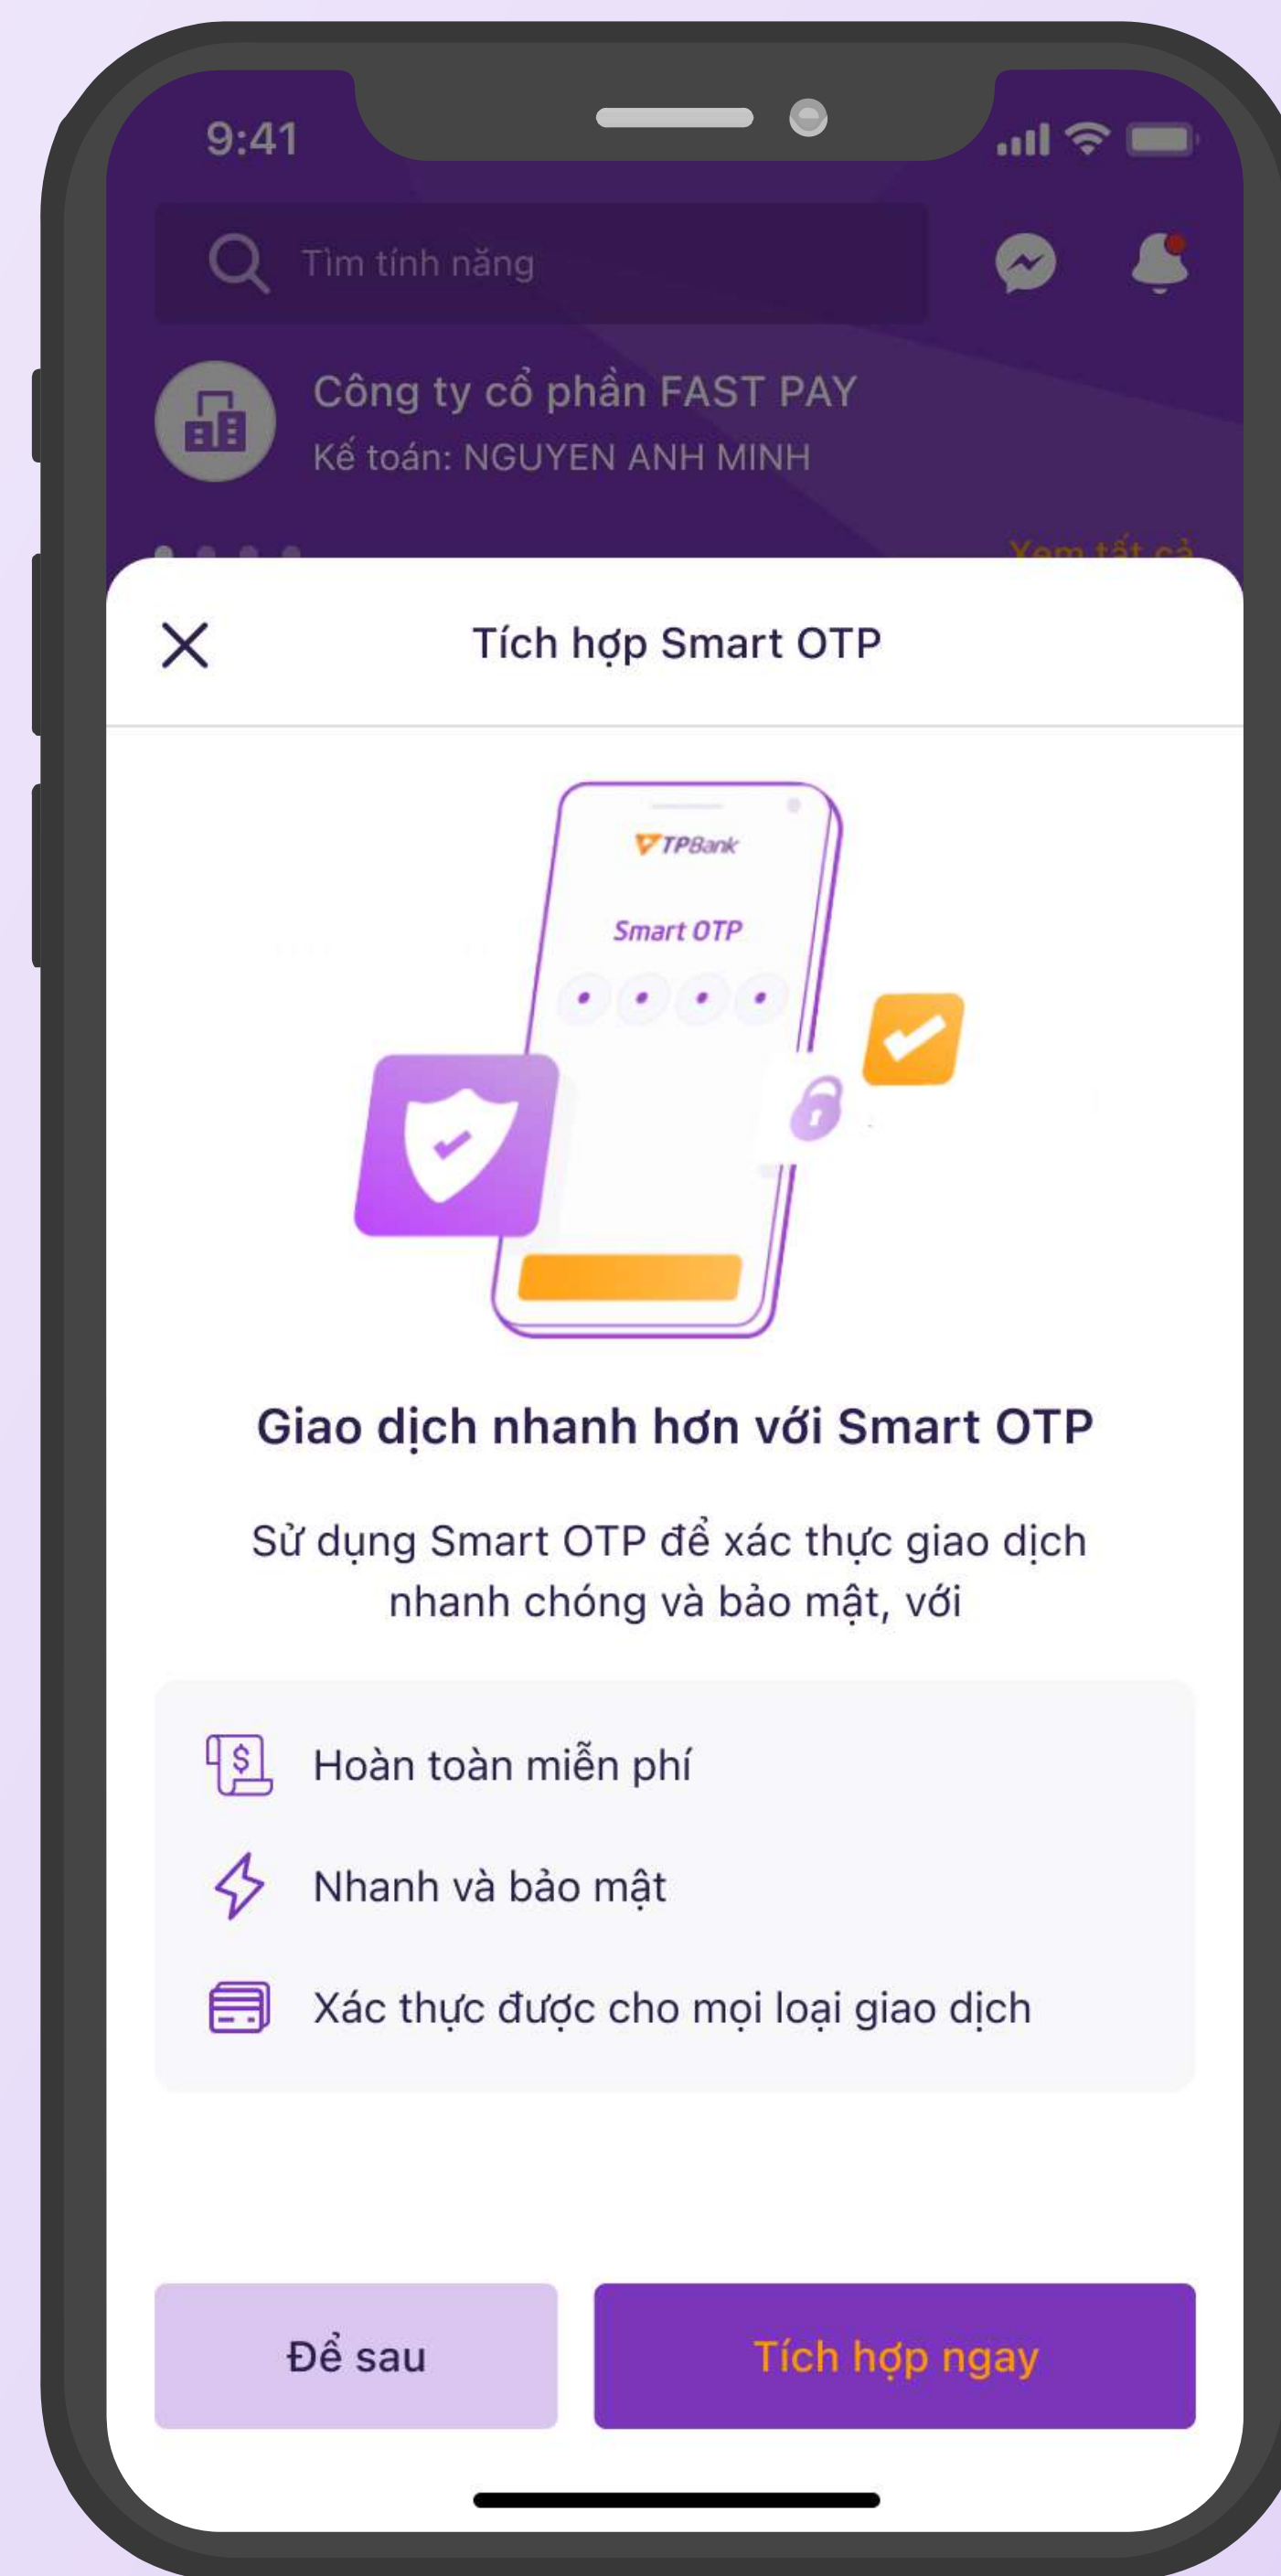 9:41
Tìm tính năng
Công ty cổ phần FAST PAY
Kế toán: NGUYEN ANH MINH
Xem tất cả
Tích hợp Smart OTP
TPBank
Smart OTP
Giao dịch nhanh hơn với Smart OTP
Sử dụng Smart OTP để xác thực giao dịch
nhanh chóng và bảo mật, với
$
Hoàn toàn miễn phí
Nhanh và bảo mật
Xác thực được cho mọi loại giao dịch
Để sau
Tích hợp ngay